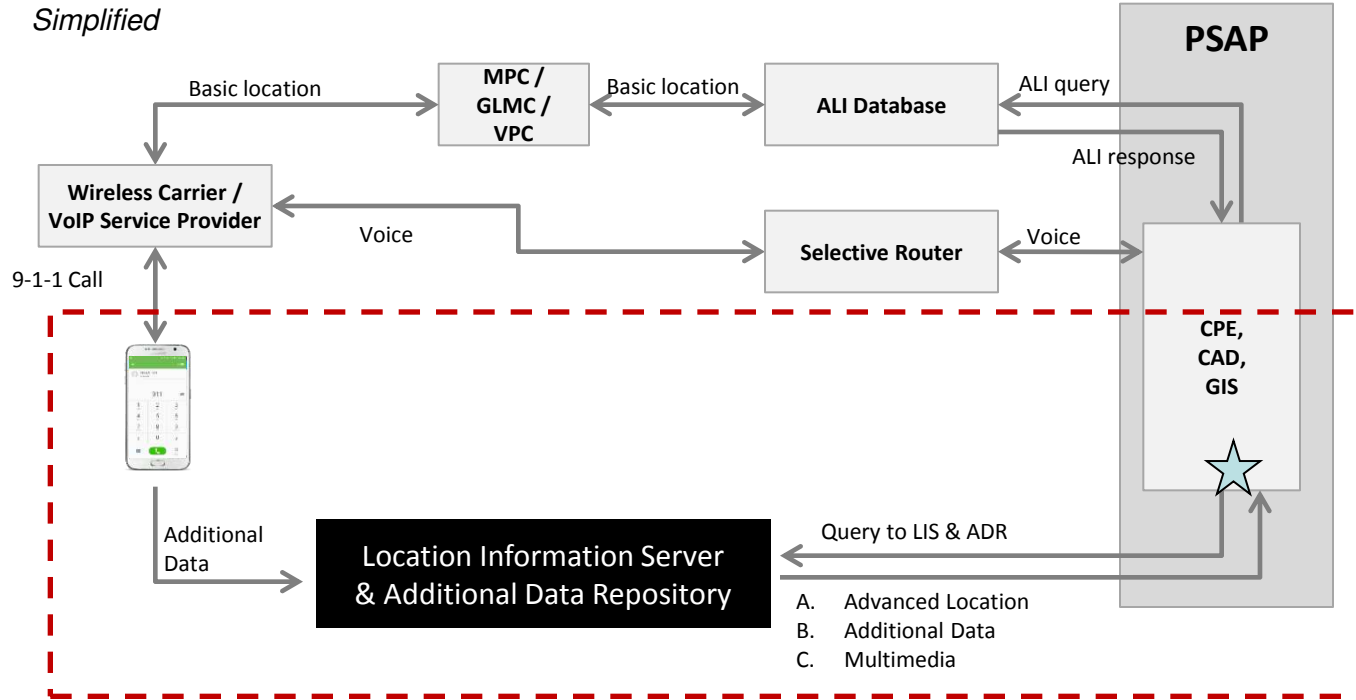 Simplified
PSAP
Basic location
MPC /
GLMC /
VPC
Basic location
ALI Database
ALI query
ALI response
Wireless Carrier /
VoIP Service Provider
Voice
Selective Router
Voice
9-1-1 Call
CPE,
CAD,
GIS
911
Additional
Data
Location Information Server
& Additional Data Repository
Query to LIS & ADR
A. Advanced Location
B. Additional Data
C. Multimedia